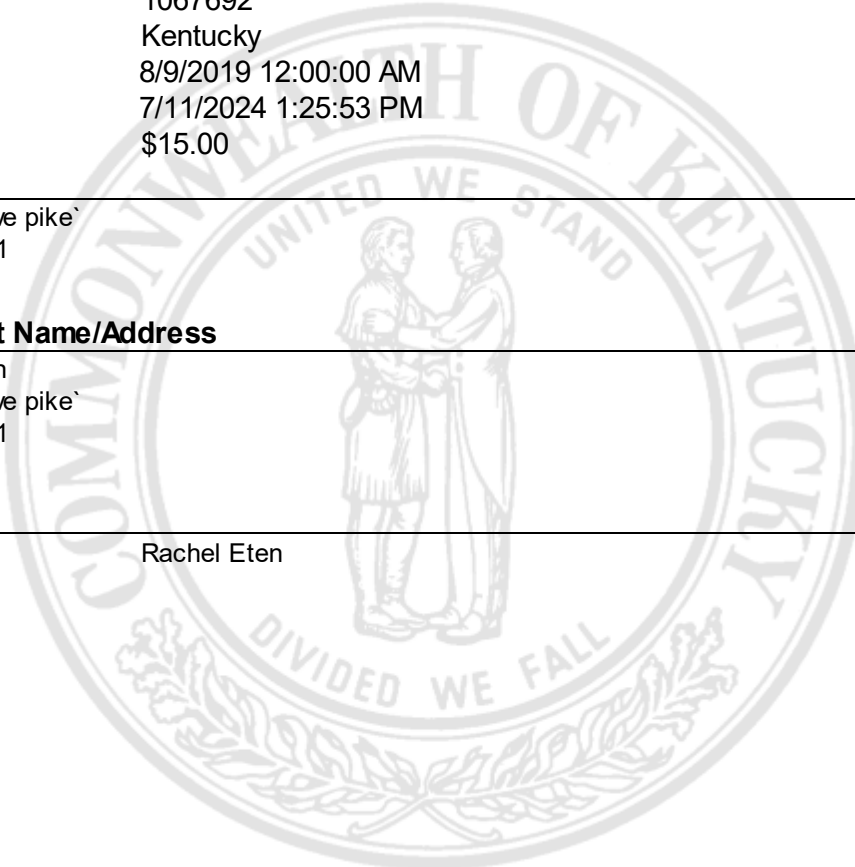 1067692
Kentucky
8/9/2019 12:00:00 AM
7/11/2024 1:25:53 PM
$15.00
ve pike`
1
t Name/Address
n
ve pike`
1
Rachel Eten
COMMONWEALTH OF KENTUCKY
UNITED WE STAND
DIVIDED WE FALL